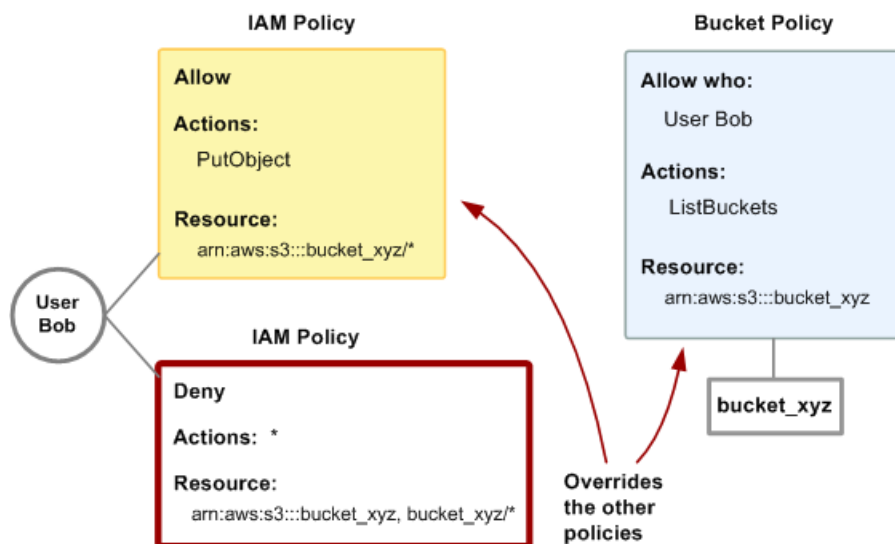 IAM Policy
Allow
Actions:
PutObject
Resource:
arn:aws:s3:::bucket_xyz/*
User
Bob
IAM Policy
Deny
Actions: *
Resource:
arn:aws:s3:::bucket_xyz, bucket_xyz/*
Bucket Policy
Allow who:
User Bob
Actions:
ListBuckets
Resource:
arn:aws:s3:::bucket_xyz
bucket_xyz
Overrides
the other
policies